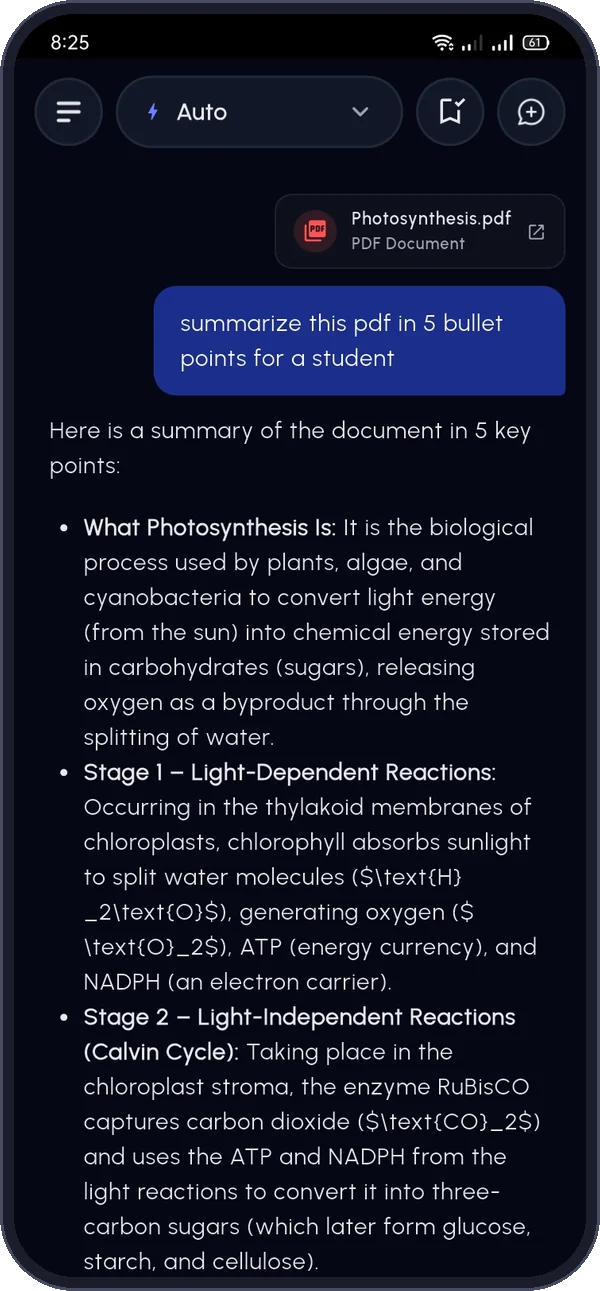 8:25
61
Auto
PDF
Photosynthesis.pdf
PDF Document
summarize this pdf in 5 bullet
points for a student
Here is a summary of the document in 5 key
points:
• What Photosynthesis Is: It is the biological
process used by plants, algae, and
cyanobacteria to convert light energy
(from the sun) into chemical energy stored
in carbohydrates (sugars), releasing
oxygen as a byproduct through the
splitting of water.
• Stage 1 – Light-Dependent Reactions:
Occurring in the thylakoid membranes of
chloroplasts, chlorophyll absorbs sunlight
to split water molecules ($\text{H}
_2\text{O}$), generating oxygen ($
\text{O}_2$), ATP (energy currency), and
NADPH (an electron carrier).
• Stage 2 – Light-Independent Reactions
(Calvin Cycle): Taking place in the
chloroplast stroma, the enzyme RuBisCO
captures carbon dioxide ($\text{CO}_2$)
and uses the ATP and NADPH from the
light reactions to convert it into three-
carbon sugars (which later form glucose,
starch, and cellulose).